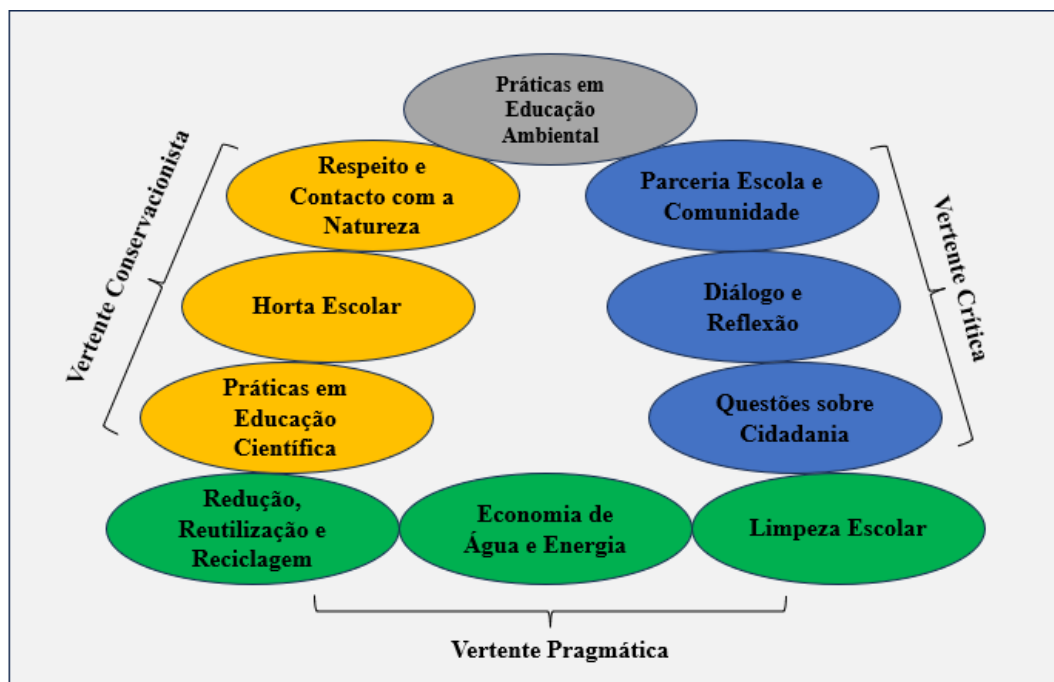 Práticas em
Educação
Ambiental
Vertente Conservacionista
Respeito e
Contacto com a
Natureza
Parceria Escola e
Comunidade
Vertente Crítica
Horta Escolar
Diálogo e
Reflexão
Práticas em
Educação
Científica
Questões sobre
Cidadania
Redução,
Reutilização e
Reciclagem
Economia de
Água e Energia
Limpeza Escolar
Vertente Pragmática